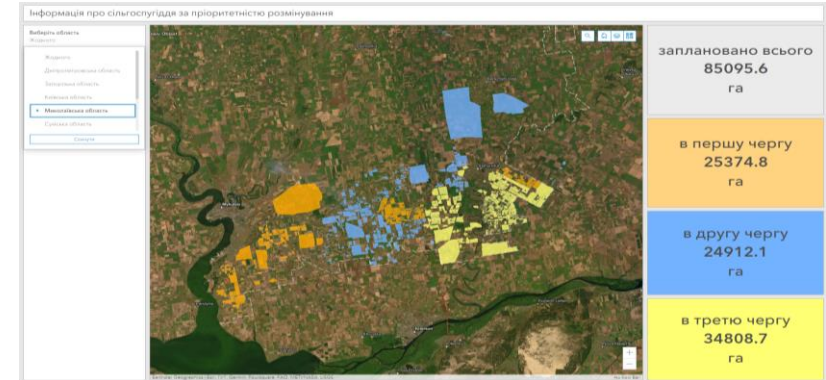 Інформація про сільгоспугіддя за пріоритетністю розмінування
Виберіть область
Жодного
Жодного
Дніпропетровська область
Запорізька область
Київська область
Миколаївська область
Сумська область
заплановано всього
85095.6
га
в першу чергу
25374.8
га
в другу чергу
24912.1
га
в третю чергу
34808.7
га